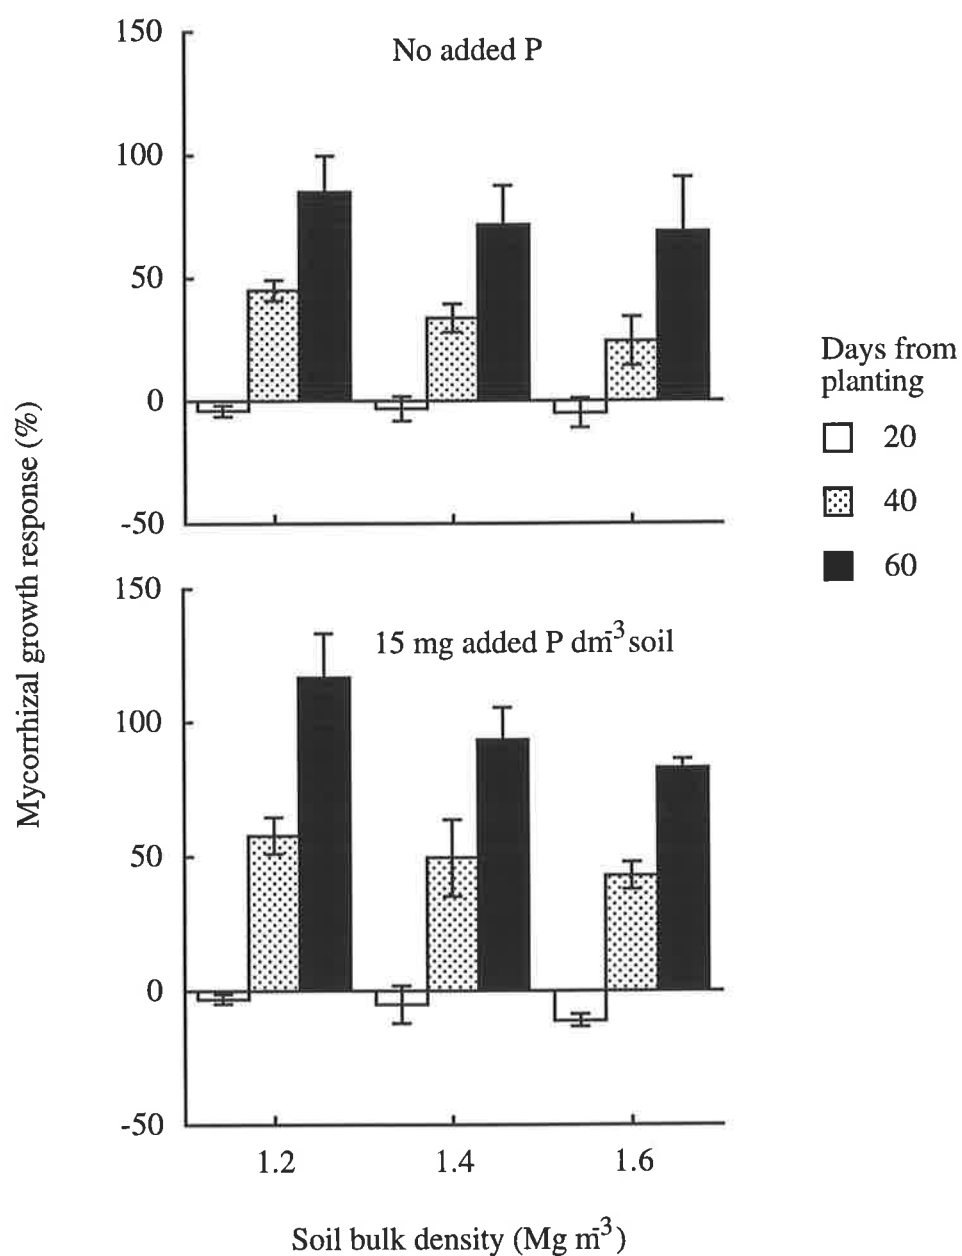 150
No added P
100
50
0
-50
Mycorrhizal growth response (%)
Days from
planting
20
40
60
150
15 mg added P dm⁻³ soil
100
50
0
-50
1.2 1.4 1.6
Soil bulk density (Mg m⁻³)